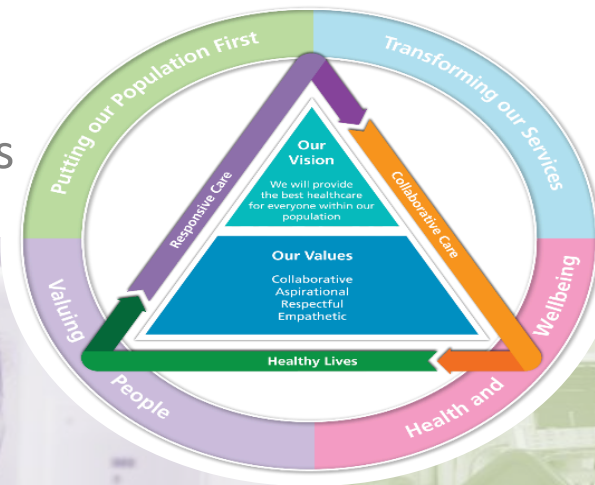 Putting our Population First
Transforming our Services
S
Our
Vision
We will provide
the best healthcare
for everyone within our
population
Responsive Care
Collaborative Care
Our Values
Collaborative
Aspirational
Respectful
Empathetic
Healthy Lives
Valuing
People
Health and
Wellbeing